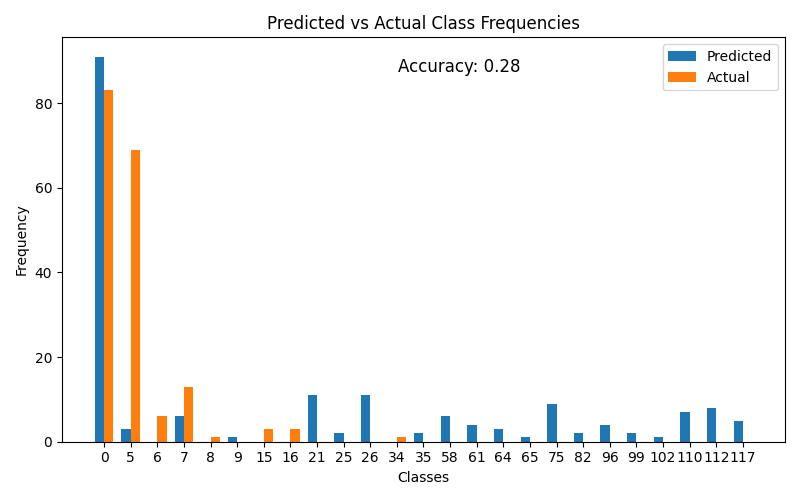 Predicted vs Actual Class Frequencies
Accuracy: 0.28
Predicted
Actual
Frequency
80
60
40
20
0
0 5 6 7 8 9 15 16 21 25 26 34 35 58 61 64 65 75 82 96 99 102 110 112 117
Classes